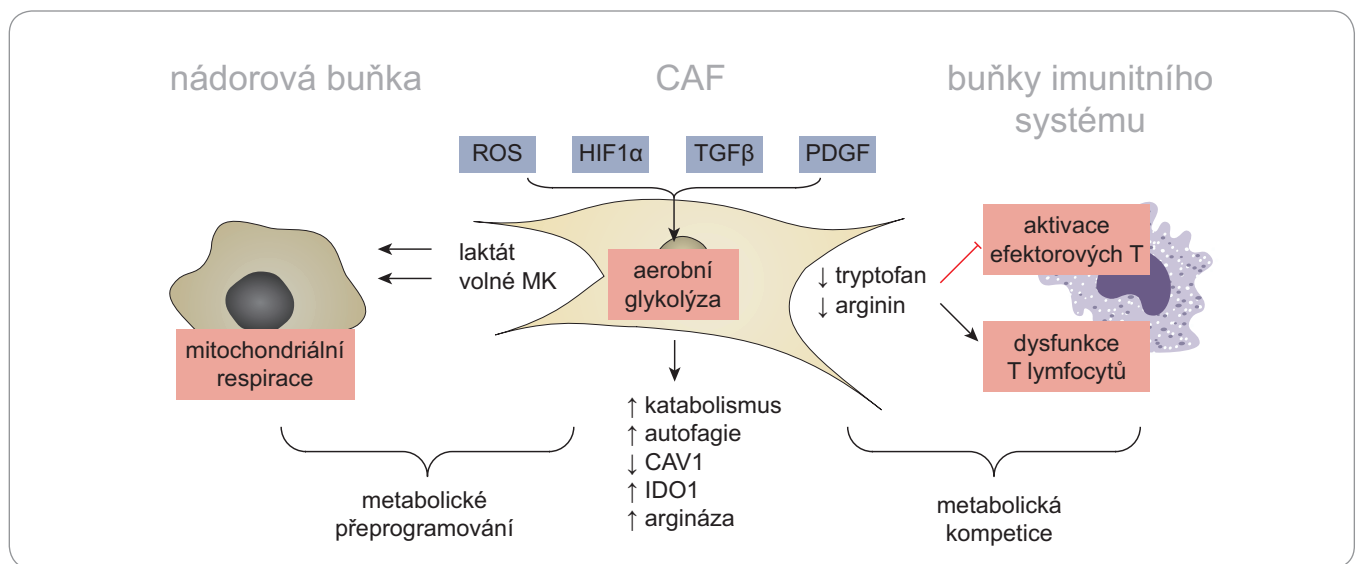 nádorová buňka
CAF
buňky imunitního
systému
ROS
HIF1α
TGFβ
PDGF
laktát
volné MK
aerobní
glykolýza
↓ tryptofan
↓ arginin
aktivace
efektorových T
dysfunkce
T lymfocytů
mitochondriální
respirace
↑ katabolismus
↑ autofagie
↓ CAV1
↑ IDO1
↑ argináza
metabolické
přeprogramování
metabolická
kompetice